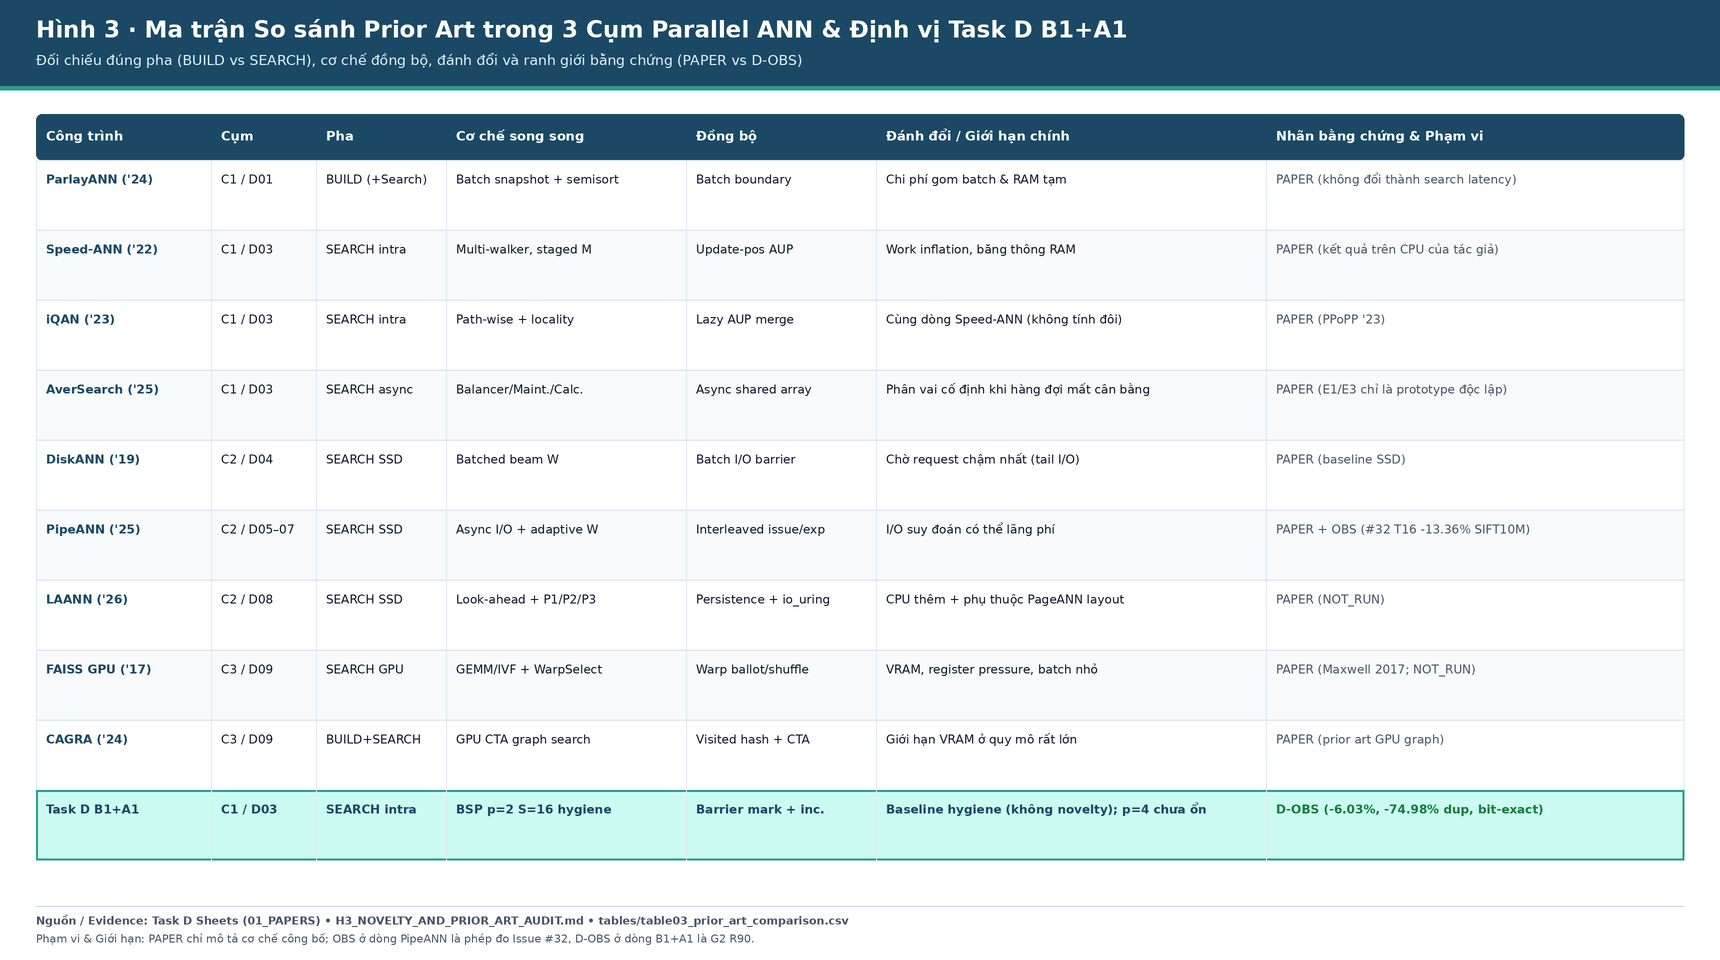 Hình 3 · Ma trận So sánh Prior Art trong 3 Cụm Parallel ANN & Định vị Task D B1+A1
Đối chiếu đúng pha (BUILD vs SEARCH), cơ chế đồng bộ, đánh đổi và ranh giới bằng chứng (PAPER vs D-OBS)
Công trình Cụm Pha Cơ chế song song Đồng bộ Đánh đổi / Giới hạn chính Nhãn bằng chứng & Phạm vi
ParlayANN ('24) C1 / D01 BUILD (+Search) Batch snapshot + semisort Batch boundary Chi phí gom batch & RAM tạm PAPER (không đổi thành search latency)
Speed-ANN ('22) C1 / D03 SEARCH intra Multi-walker, staged M Update-pos AUP Work inflation, băng thông RAM PAPER (kết quả trên CPU của tác giả)
iQAN ('23) C1 / D03 SEARCH intra Path-wise + locality Lazy AUP merge Cùng dòng Speed-ANN (không tính đôi) PAPER (PPoPP '23)
AverSearch ('25) C1 / D03 SEARCH async Balancer/Maint./Calc. Async shared array Phân vai cố định khi hàng đợi mất cân bằng PAPER (E1/E3 chỉ là prototype độc lập)
DiskANN ('19) C2 / D04 SEARCH SSD Batched beam W Batch I/O barrier Chờ request chậm nhất (tail I/O) PAPER (baseline SSD)
PipeANN ('25) C2 / D05–07 SEARCH SSD Async I/O + adaptive W Interleaved issue/exp I/O suy đoán có thể lãng phí PAPER + OBS (#32 T16 -13.36% SIFT10M)
LAANN ('26) C2 / D08 SEARCH SSD Look-ahead + P1/P2/P3 Persistence + io_uring CPU thêm + phụ thuộc PageANN layout PAPER (NOT_RUN)
FAISS GPU ('17) C3 / D09 SEARCH GPU GEMM/IVF + WarpSelect Warp ballot/shuffle VRAM, register pressure, batch nhỏ PAPER (Maxwell 2017; NOT_RUN)
CAGRA ('24) C3 / D09 BUILD+SEARCH GPU CTA graph search Visited hash + CTA Giới hạn VRAM ở quy mô rất lớn PAPER (prior art GPU graph)
Task D B1+A1 C1 / D03 SEARCH intra BSP p=2 S=16 hygiene Barrier mark + inc. Baseline hygiene (không novelty); p=4 chưa ổn D-OBS (-6.03%, -74.98% dup, bit-exact)
Nguồn / Evidence: Task D Sheets (01_PAPERS) • H3_NOVELTY_AND_PRIOR_ART_AUDIT.md • tables/table03_prior_art_comparison.csv
Phạm vi & Giới hạn: PAPER chỉ mô tả cơ chế công bố; OBS ở dòng PipeANN là phép đo Issue #32, D-OBS ở dòng B1+A1 là G2 R90.